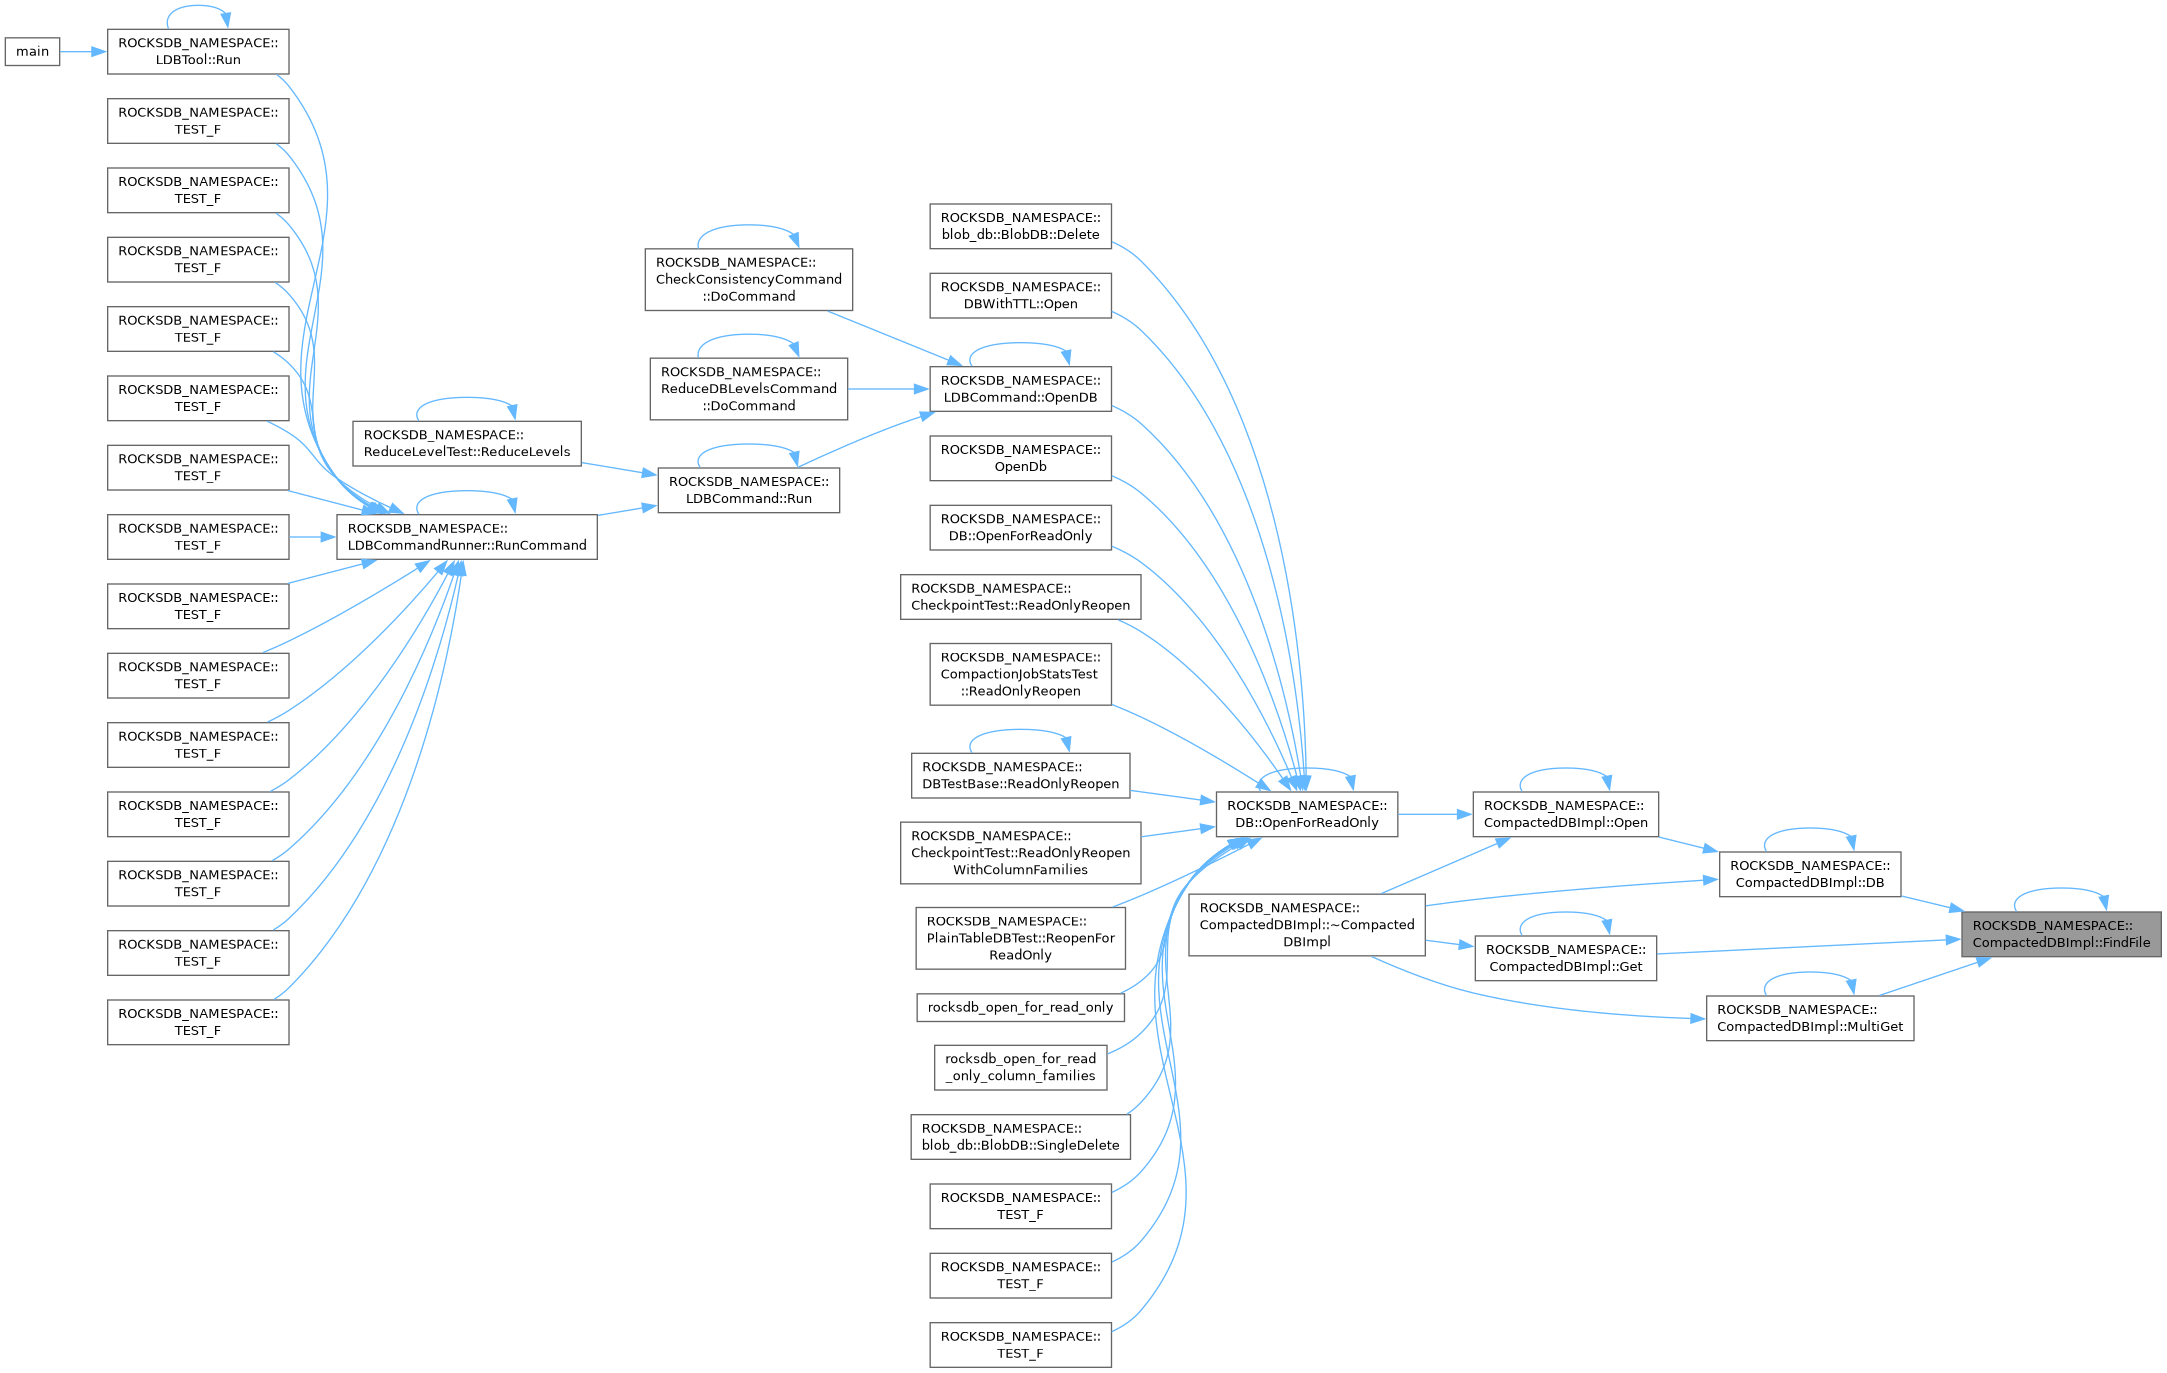 main
ROCKSDB_NAMESPACE::
LDBTool::Run
ROCKSDB_NAMESPACE::
TEST_F
ROCKSDB_NAMESPACE::
TEST_F
ROCKSDB_NAMESPACE::
TEST_F
ROCKSDB_NAMESPACE::
TEST_F
ROCKSDB_NAMESPACE::
TEST_F
ROCKSDB_NAMESPACE::
TEST_F
ROCKSDB_NAMESPACE::
TEST_F
ROCKSDB_NAMESPACE::
TEST_F
ROCKSDB_NAMESPACE::
TEST_F
ROCKSDB_NAMESPACE::
TEST_F
ROCKSDB_NAMESPACE::
TEST_F
ROCKSDB_NAMESPACE::
TEST_F
ROCKSDB_NAMESPACE::
TEST_F
ROCKSDB_NAMESPACE::
TEST_F
ROCKSDB_NAMESPACE::
ReduceLevelTest::ReduceLevels
ROCKSDB_NAMESPACE::
LDBCommandRunner::RunCommand
ROCKSDB_NAMESPACE::
CheckConsistencyCommand
::DoCommand
ROCKSDB_NAMESPACE::
ReduceDBLevelsCommand
::DoCommand
ROCKSDB_NAMESPACE::
LDBCommand::Run
ROCKSDB_NAMESPACE::
blob_db::BlobDB::Delete
ROCKSDB_NAMESPACE::
DBWithTTL::Open
ROCKSDB_NAMESPACE::
LDBCommand::OpenDB
ROCKSDB_NAMESPACE::
OpenDb
ROCKSDB_NAMESPACE::
DB::OpenForReadOnly
ROCKSDB_NAMESPACE::
CheckpointTest::ReadOnlyReopen
ROCKSDB_NAMESPACE::
CompactionJobStatsTest
::ReadOnlyReopen
ROCKSDB_NAMESPACE::
DBTestBase::ReadOnlyReopen
ROCKSDB_NAMESPACE::
CheckpointTest::ReadOnlyReopen
WithColumnFamilies
ROCKSDB_NAMESPACE::
PlainTableDBTest::ReopenFor
ReadOnly
rocksdb_open_for_read_only
rocksdb_open_for_read
_only_column_families
ROCKSDB_NAMESPACE::
blob_db::BlobDB::SingleDelete
ROCKSDB_NAMESPACE::
TEST_F
ROCKSDB_NAMESPACE::
TEST_F
ROCKSDB_NAMESPACE::
TEST_F
ROCKSDB_NAMESPACE::
DB::OpenForReadOnly
ROCKSDB_NAMESPACE::
CompactedDBImpl::~Compacted
DBImpl
ROCKSDB_NAMESPACE::
CompactedDBImpl::Open
ROCKSDB_NAMESPACE::
CompactedDBImpl::Get
ROCKSDB_NAMESPACE::
CompactedDBImpl::DB
ROCKSDB_NAMESPACE::
CompactedDBImpl::MultiGet
ROCKSDB_NAMESPACE::
CompactedDBImpl::FindFile